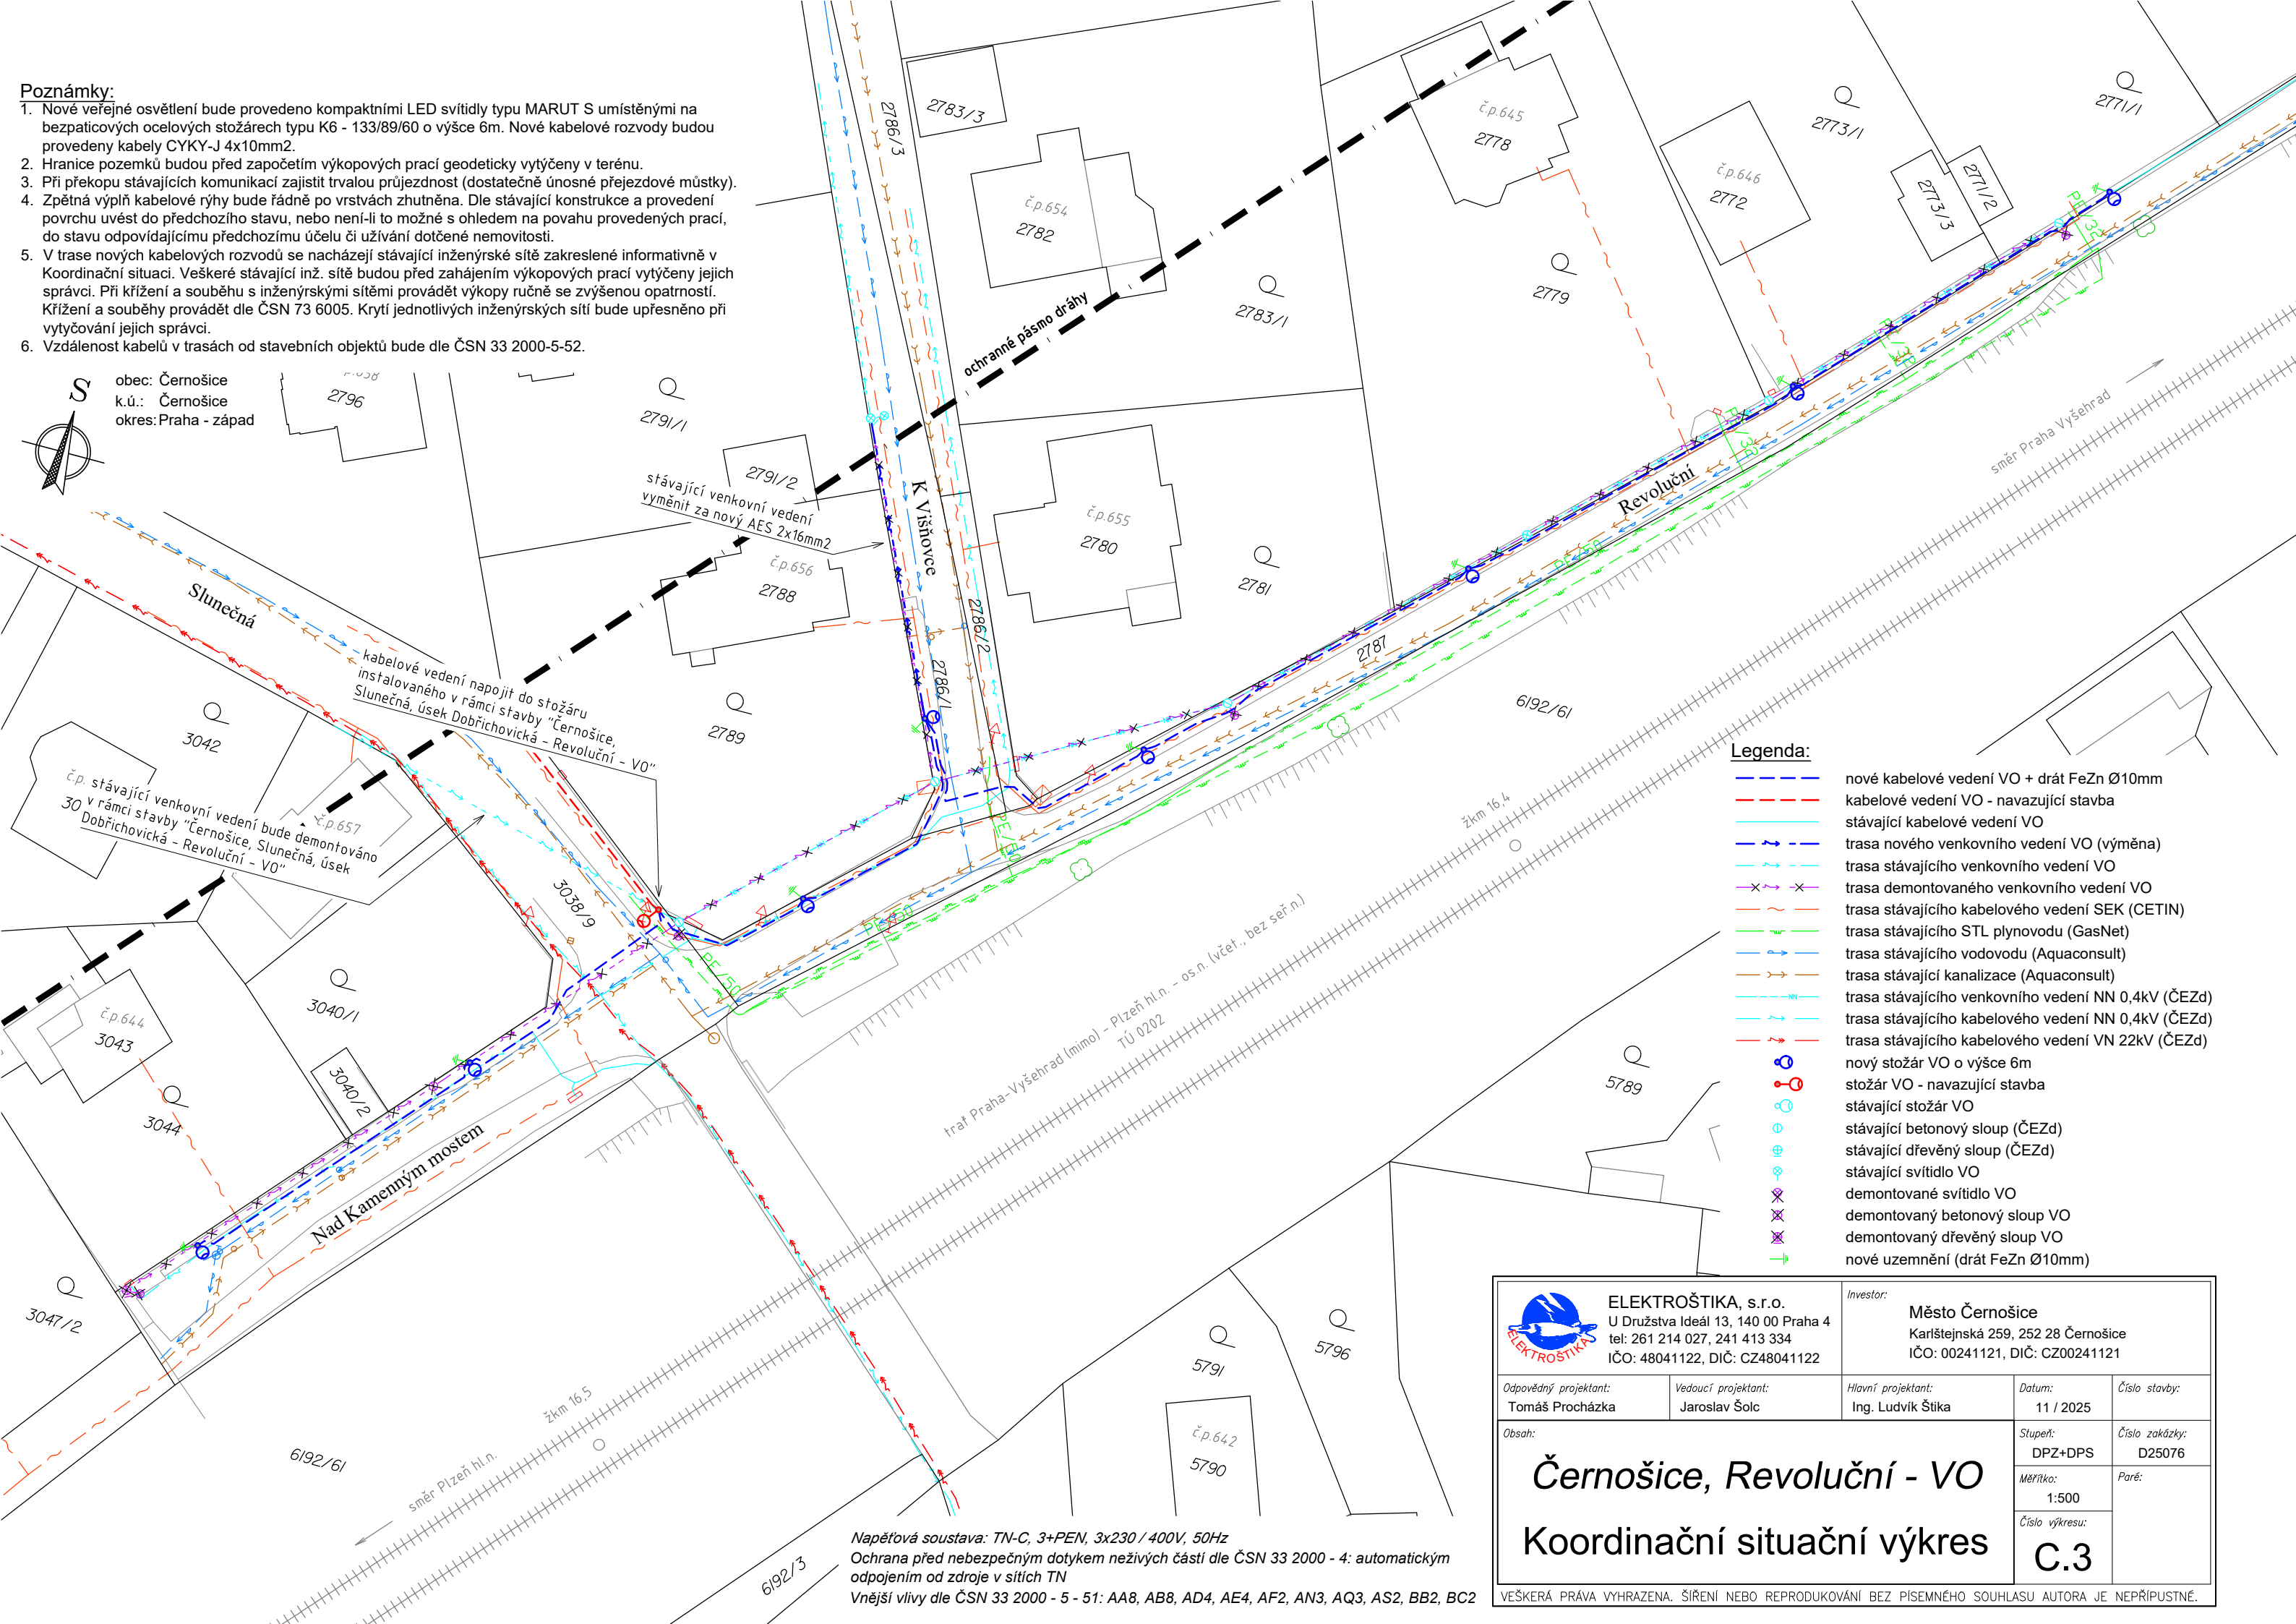 Poznámky:
1. Nové veřejné osvětlení bude provedeno kompaktními LED svítidly typu MARUT S umístěnými na
bezpaticových ocelových stožárech typu K6 - 133/89/60 o výšce 6m. Nové kabelové rozvody budou
provedeny kabely CYKY-J 4x10mm2.
2. Hranice pozemků budou před započetím výkopových prací geodeticky vytýčeny v terénu.
3. Při překopu stávajících komunikací zajistit trvalou průjezdnost (dostatečně únosné přejezdové můstky).
4. Zpětná výplň kabelové rýhy bude řádně po vrstvách zhutněna. Dle stávající konstrukce a provedení
povrchu uvést do předchozího stavu, nebo není-li to možné s ohledem na povahu provedených prací,
do stavu odpovídajícímu předchozímu účelu či užívání dotčené nemovitosti.
5. V trase nových kabelových rozvodů se nacházejí stávající inženýrské sítě zakreslené informativně v
Koordinační situaci. Veškeré stávající inž. sítě budou před zahájením výkopových prací vytýčeny jejich
správci. Při křížení a souběhu s inženýrskými sítěmi provádět výkopy ručně se zvýšenou opatrností.
Křížení a souběhy provádět dle ČSN 73 6005. Krytí jednotlivých inženýrských sítí bude upřesněno při
vytyčování jejich správci.
6. Vzdálenost kabelů v trasách od stavebních objektů bude dle ČSN 33 2000-5-52.
S
obec: Černošice
k.ú.: Černošice
okres: Praha - západ
2796
2791/1
2791/2
2783/3
2786/3
č.p.654
2782
2783/1
č.p.645
2778
2779
č.p.646
2772
2773/1
2773/3
2771/2
2771/1
ochranné pásmo dráhy
stávající venkovní vedení
vyměnit za nový AES 2x16mm2
K Višňovce
č.p.656
2788
2789
č.p.655
2780
2781
2786/2
2786/1
Revoluční
2787
PE/32
PE/32
PE/32
PE/50
PE/50
PE/50
PE/50
směr Praha Vyšehrad
6192/61
žkm 16,4
Slunečná
kabelové vedení napojit do stožáru
instalovaného v rámci stavby "Černošice,
Slunečná, úsek Dobřichovická - Revoluční - VO"
3042
č.p.
30
stávající venkovní vedení bude demontováno
v rámci stavby "Černošice, Slunečná, úsek
Dobřichovická - Revoluční - VO"
č.p.657
3038/9
3040/1
č.p.644
3043
3040/2
3044
3047/2
Nad Kamenným mostem
trať Praha-Vyšehrad (mimo) - Plzeň hl.n. - os.n. (včet., bez seř.n.)
TÚ 0202
žkm 16,5
směr Plzeň hl.n.
6192/61
6192/3
5789
5791
5796
č.p.642
5790
Legenda:
nové kabelové vedení VO + drát FeZn Ø10mm
kabelové vedení VO - navazující stavba
stávající kabelové vedení VO
trasa nového venkovního vedení VO (výměna)
trasa stávajícího venkovního vedení VO
trasa demontovaného venkovního vedení VO
trasa stávajícího kabelového vedení SEK (CETIN)
trasa stávajícího STL plynovodu (GasNet)
trasa stávajícího vodovodu (Aquaconsult)
trasa stávající kanalizace (Aquaconsult)
NN trasa stávajícího venkovního vedení NN 0,4kV (ČEZd)
trasa stávajícího kabelového vedení NN 0,4kV (ČEZd)
trasa stávajícího kabelového vedení VN 22kV (ČEZd)
nový stožár VO o výšce 6m
stožár VO - navazující stavba
stávající stožár VO
stávající betonový sloup (ČEZd)
stávající dřevěný sloup (ČEZd)
stávající svítidlo VO
demontované svítidlo VO
demontovaný betonový sloup VO
demontovaný dřevěný sloup VO
nové uzemnění (drát FeZn Ø10mm)
Napěťová soustava: TN-C, 3+PEN, 3x230 / 400V, 50Hz
Ochrana před nebezpečným dotykem neživých částí dle ČSN 33 2000 - 4: automatickým
odpojením od zdroje v sítích TN
Vnější vlivy dle ČSN 33 2000 - 5 - 51: AA8, AB8, AD4, AE4, AF2, AN3, AQ3, AS2, BB2, BC2
ELEKTROŠTIKA
ELEKTROŠTIKA, s.r.o.
U Družstva Ideál 13, 140 00 Praha 4
tel: 261 214 027, 241 413 334
IČO: 48041122, DIČ: CZ48041122
Investor:
Město Černošice
Karlštejnská 259, 252 28 Černošice
IČO: 00241121, DIČ: CZ00241121
Odpovědný projektant:
Tomáš Procházka
Vedoucí projektant:
Jaroslav Šolc
Hlavní projektant:
Ing. Ludvík Štika
Datum:
11 / 2025
Číslo stavby:
Obsah:
Černošice, Revoluční - VO
Koordinační situační výkres
Stupeň:
DPZ+DPS
Číslo zakázky:
D25076
Měřítko:
1:500
Paré:
Číslo výkresu:
C.3
VEŠKERÁ PRÁVA VYHRAZENA. ŠÍŘENÍ NEBO REPRODUKOVÁNÍ BEZ PÍSEMNÉHO SOUHLASU AUTORA JE NEPŘÍPUSTNÉ.